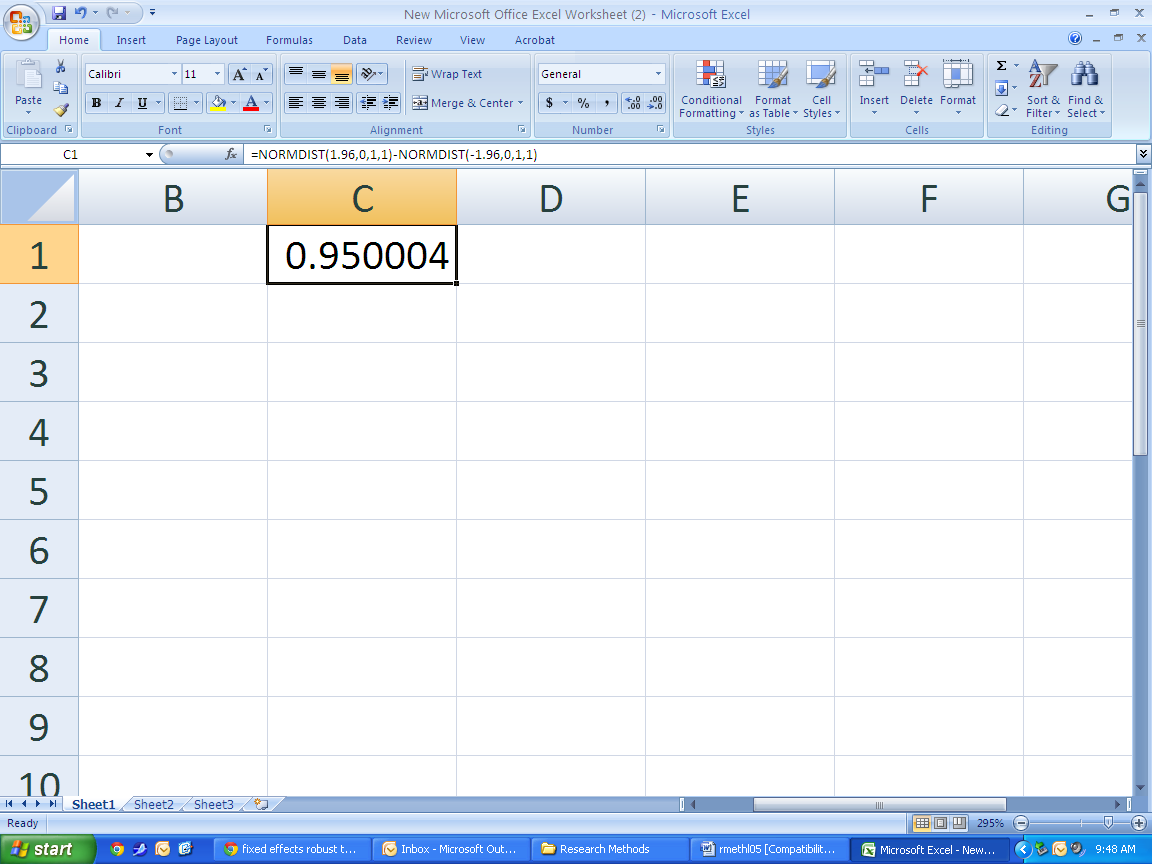 New Microsoft Office Excel Worksheet (2) - Microsoft Excel
Home Insert Page Layout Formulas Data Review View Acrobat
Calibri 11 Wrap Text General
Paste B I U Merge & Center $ % , Conditional Formatting Format as Table Cell Styles Insert Delete Format Sort & Filter Find & Select
Clipboard Font Alignment Number Styles Cells Editing
C1 fx =NORMDIST(1.96,0,1,1)-NORMDIST(-1.96,0,1,1)
B C D E F G
1 0.950004
2
3
4
5
6
7
8
9
10
Sheet1 Sheet2 Sheet3
Ready 295%
start fixed effects robust t... Inbox - Microsoft Out... Research Methods rmethl05 [Compatibilit... Microsoft Excel - New... 9:48 AM